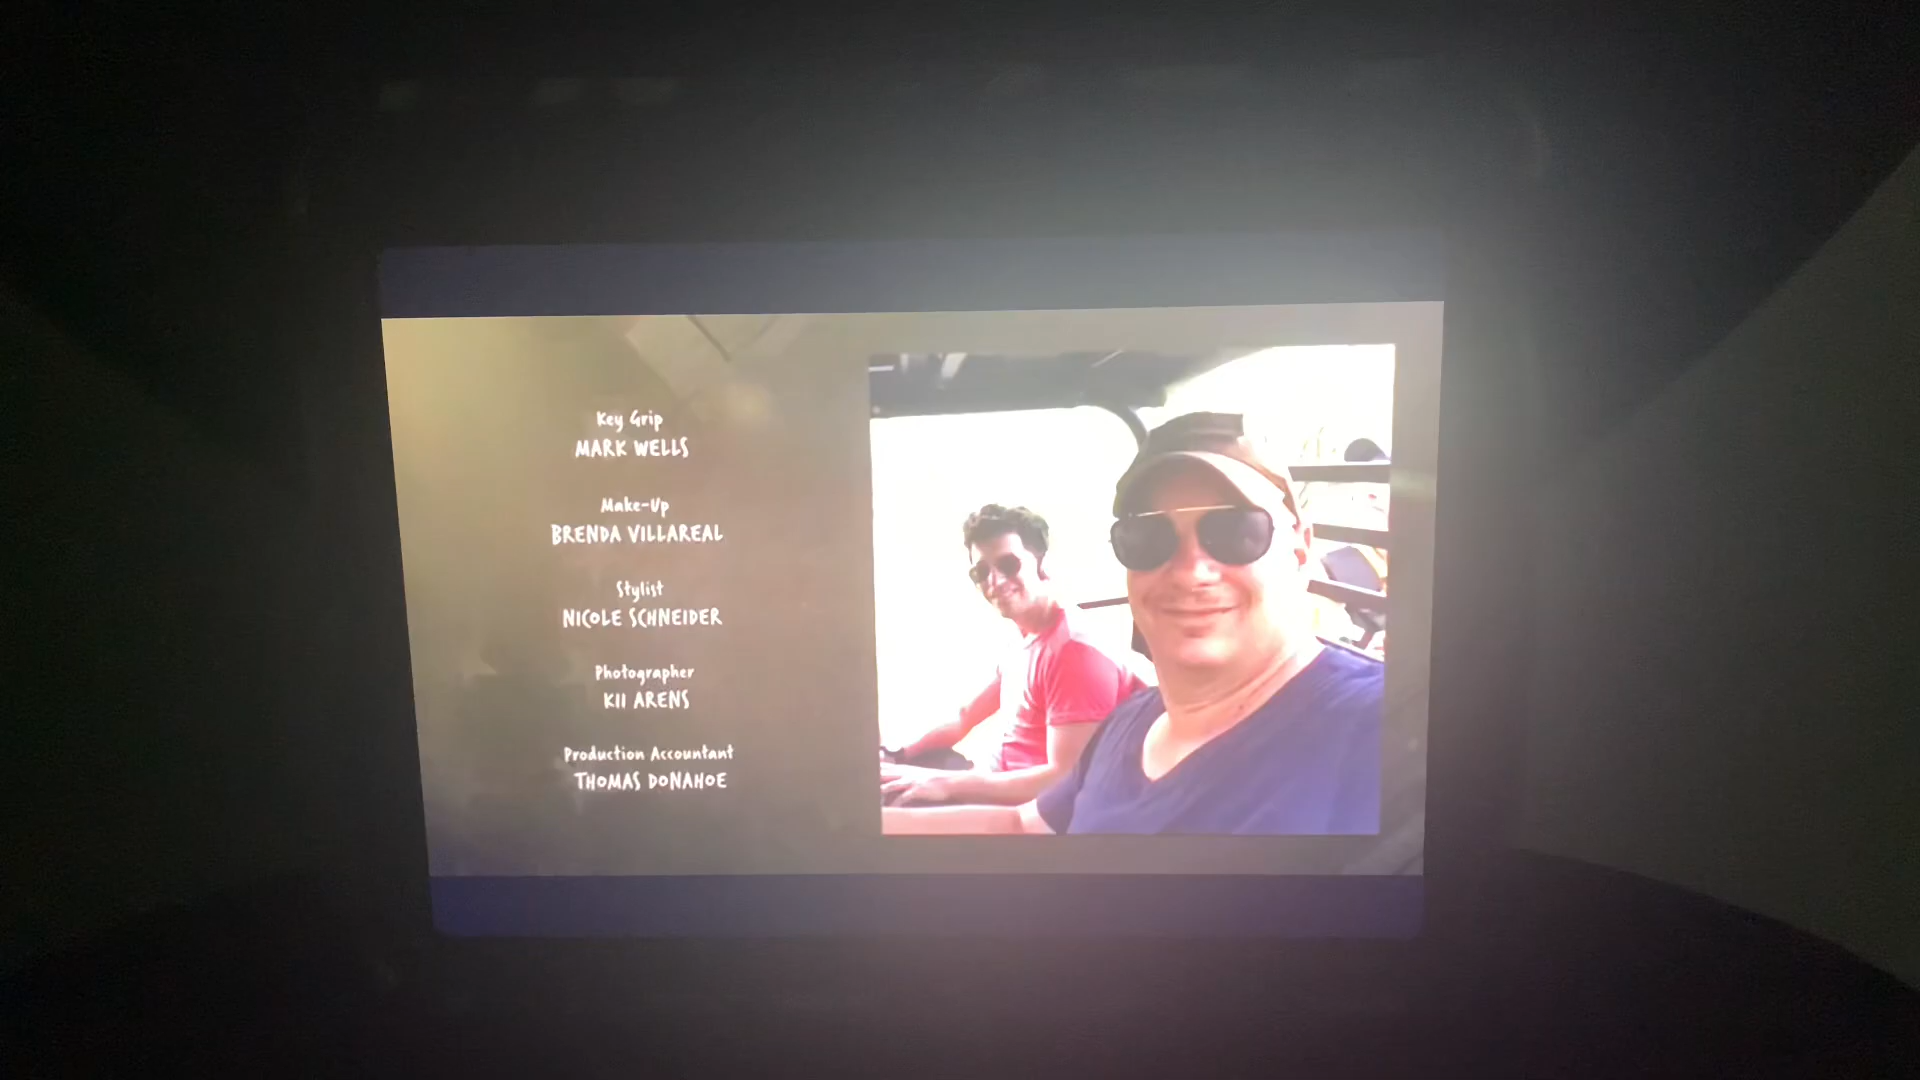 Key Grip
MARK WELLS
Make-Up
BRENDA VILLAREAL
Stylist
NICOLE SCHNEIDER
Photographer
KII ARENS
Production Accountant
THOMAS DONAHOE